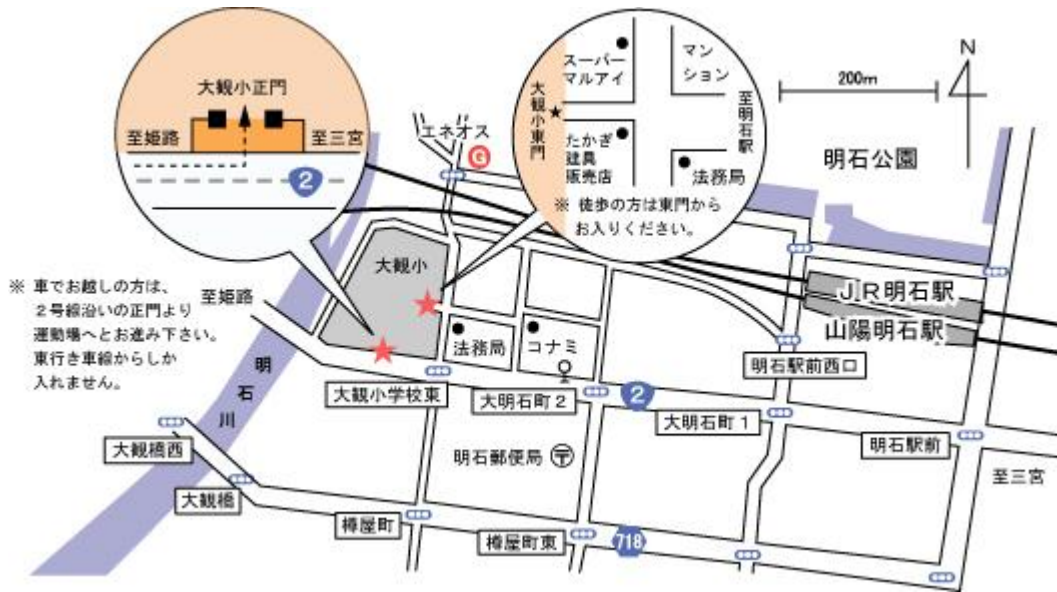 大観小正門
至姫路
至三宮
2
エネオス
G
スーパー
マルアイ
マン
ション
大観小東門
至明石駅
たかぎ
建具
販売店
法務局
※ 徒歩の方は東門から
お入りください。
200m
N
明石公園
※ 車でお越しの方は、
2号線沿いの正門より
運動場へとお進み下さい。
東行き車線からしか
入れません。
至姫路
大観小
JR明石駅
山陽明石駅
法務局
コナミ
明石駅前西口
明石川
大観小学校東
大明石町2
2
大明石町1
明石駅前
大観橋西
明石郵便局
〒
至三宮
大観橋
樽屋町
樽屋町東
718